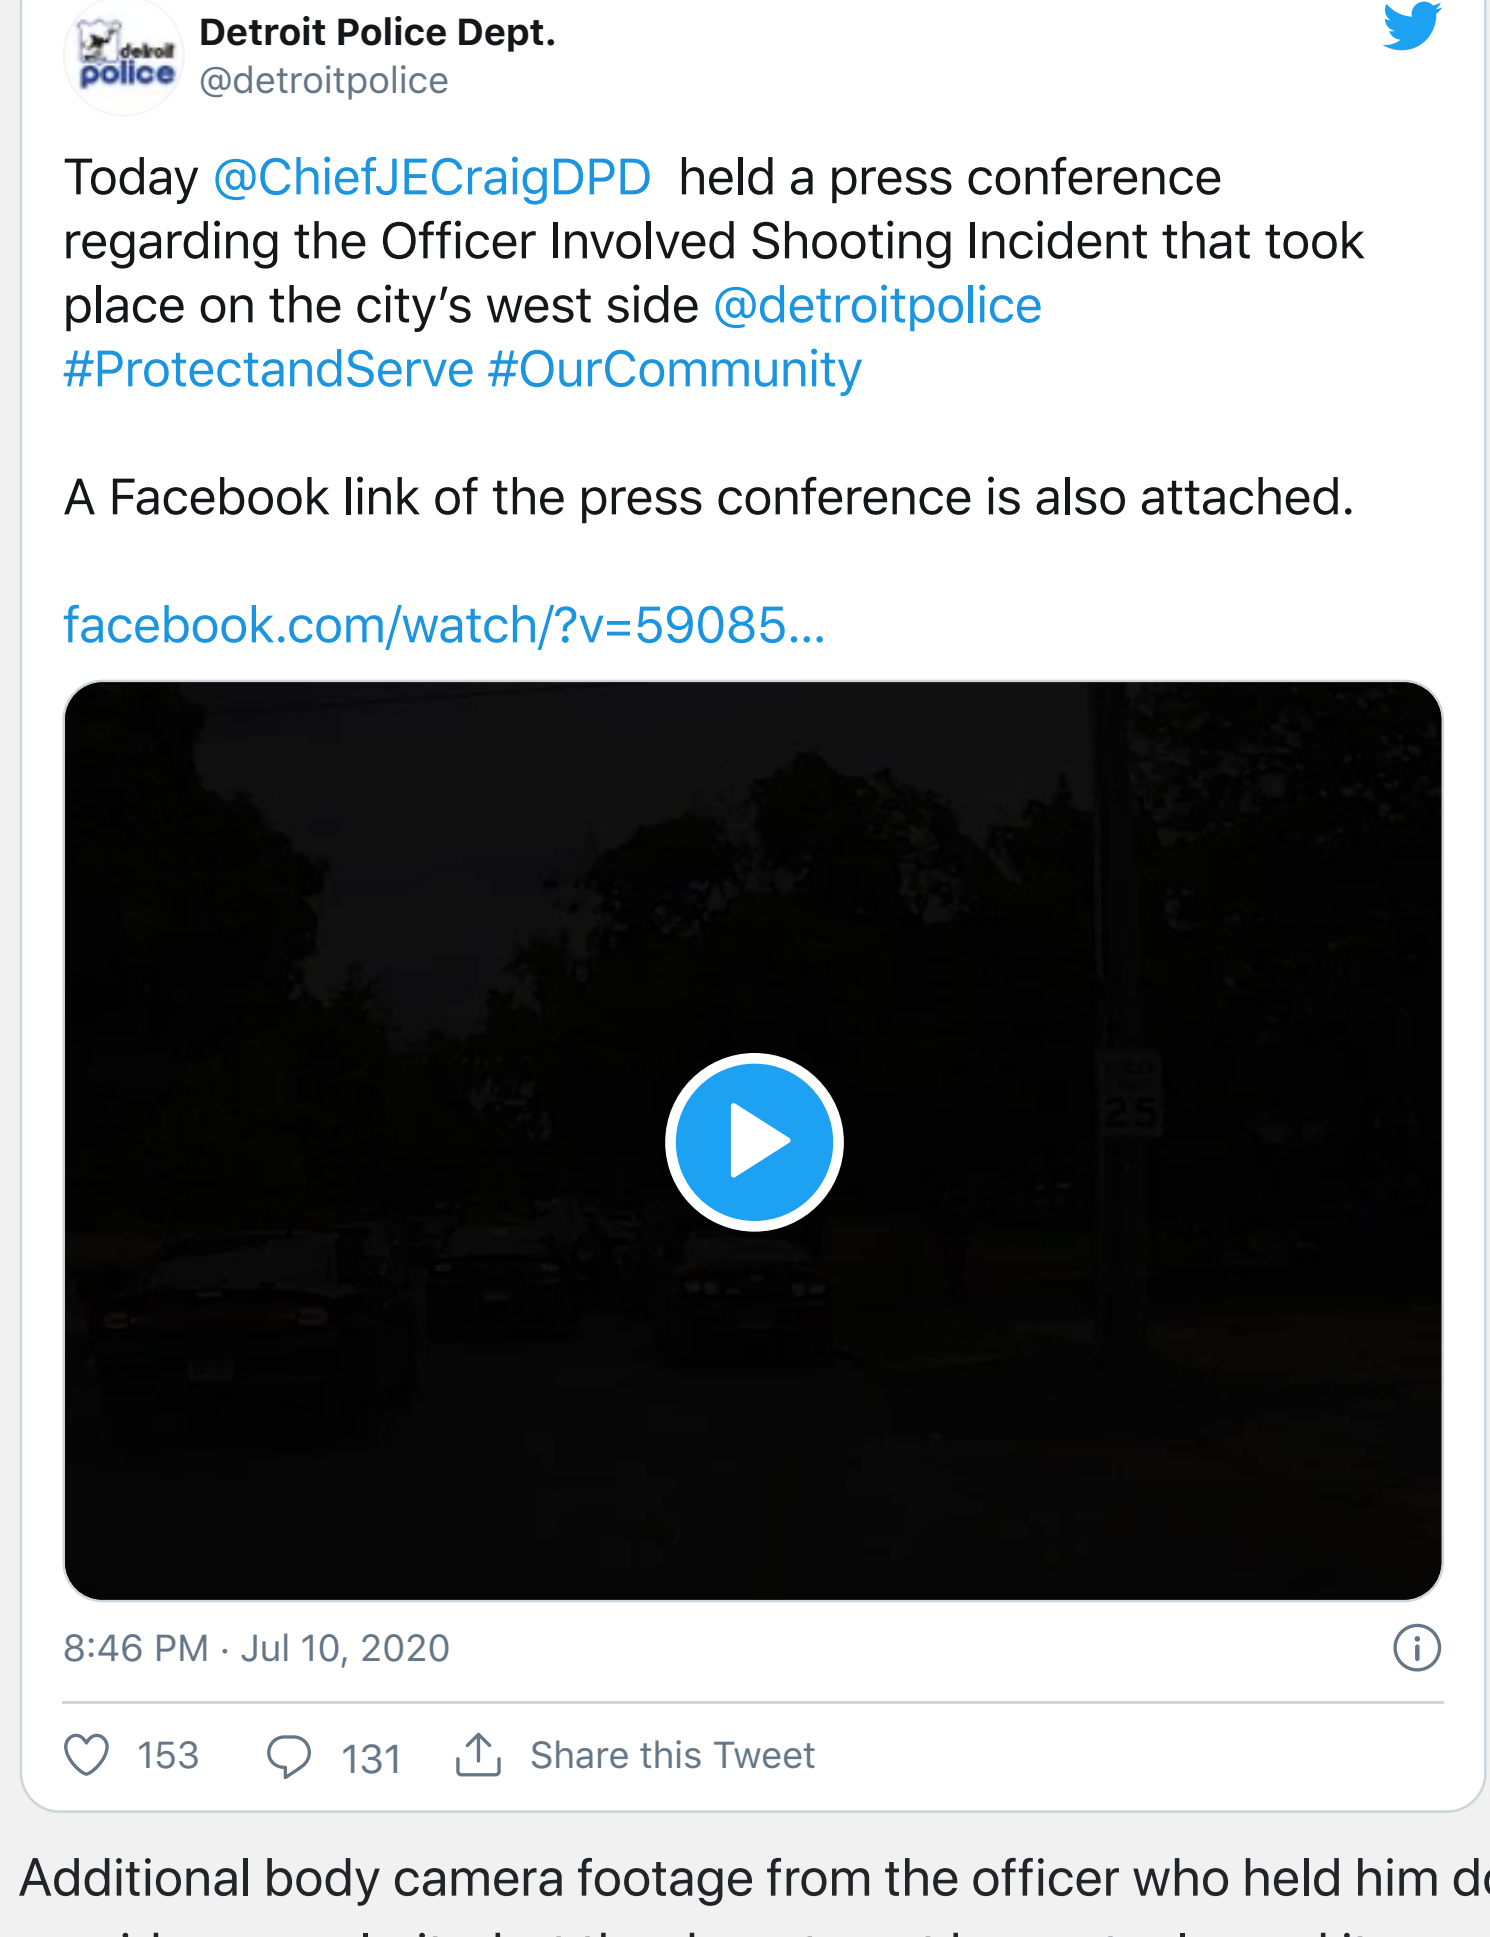 detroit
police
Detroit Police Dept.
@detroitpolice
Today @ChiefJECraigDPD held a press conference
regarding the Officer Involved Shooting Incident that took
place on the city's west side @detroitpolice
#ProtectandServe #OurCommunity
A Facebook link of the press conference is also attached.
facebook.com/watch/?v=59085...
25
8:46 PM · Jul 10, 2020
153
131
Share this Tweet
Additional body camera footage from the officer who held him